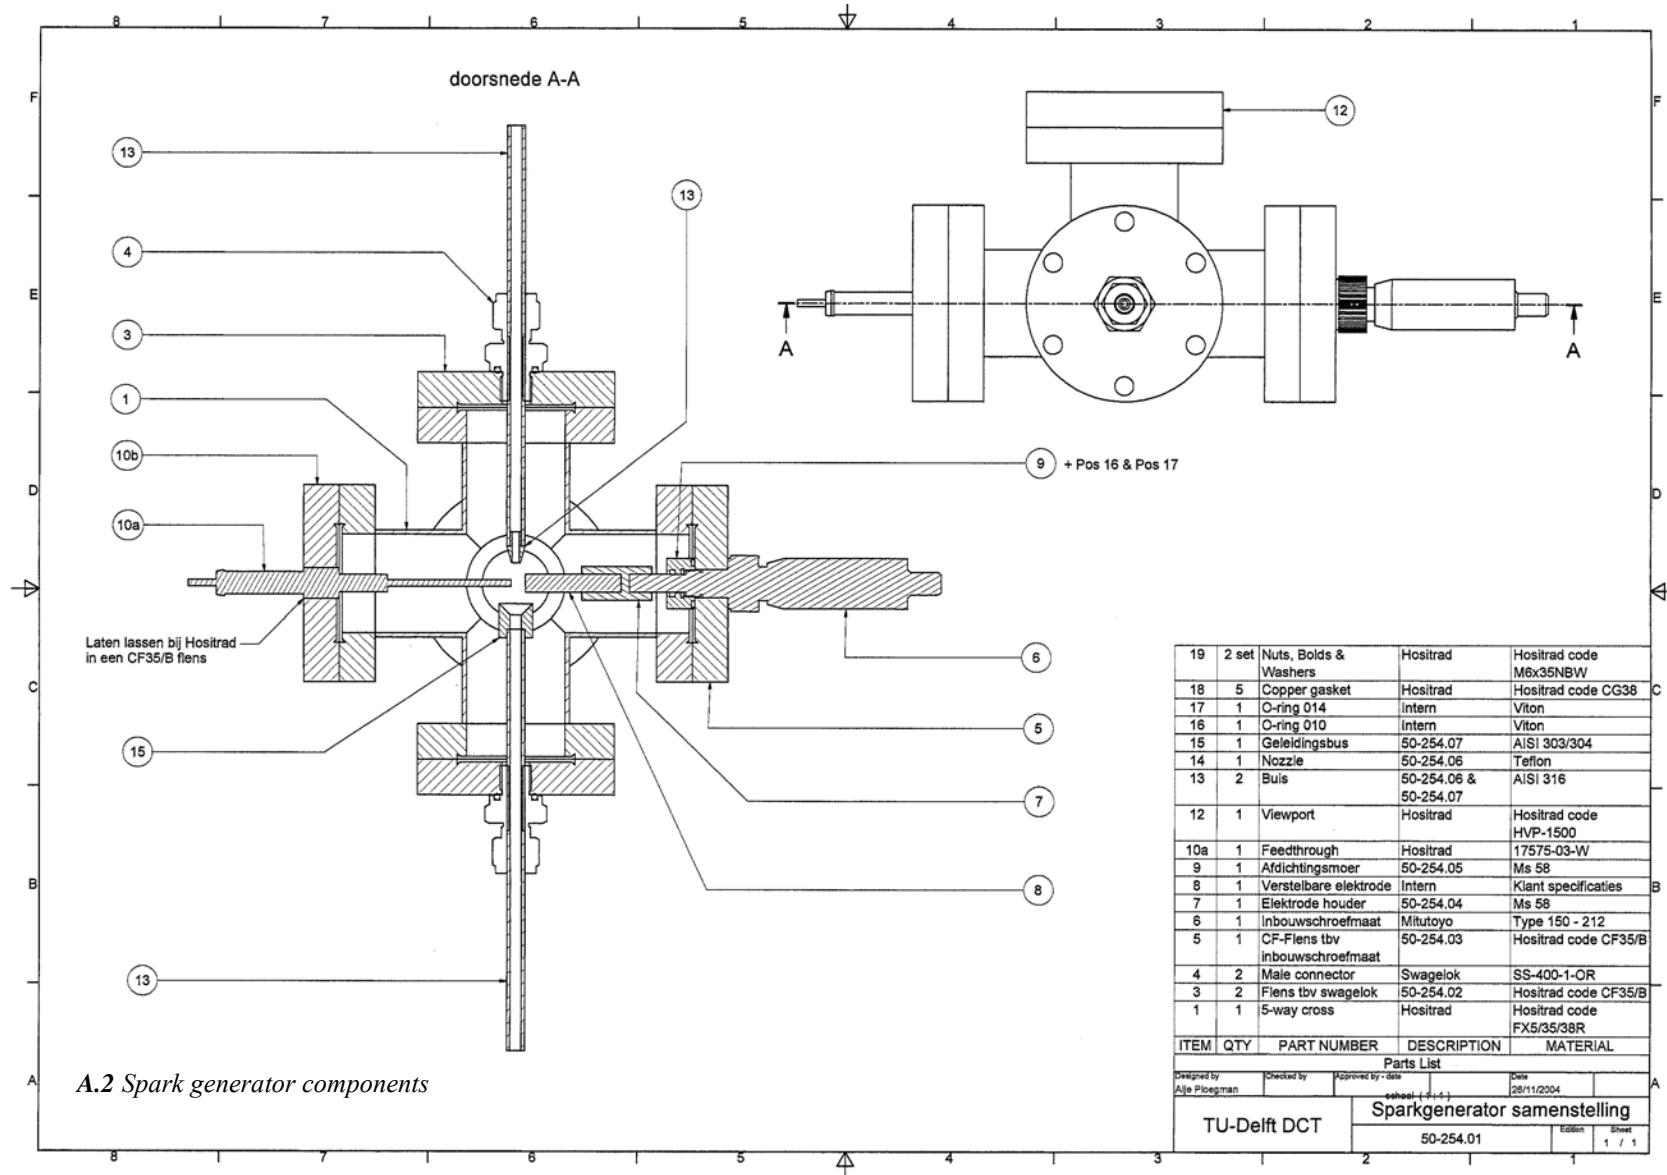 8 7 6 5 4 3 2 1
doorsnede A-A
F
F
13
12
13
4
E
E
3
A
A
1
10b
9 + Pos 16 & Pos 17
D
D
10a
Laten lassen bij Hositrad
in een CF35/B flens
6
C
C
15
5
7
8
B
B
13
19 2 set Nuts, Bolds & Hositrad Hositrad code
Washers M6x35NBW
18 5 Copper gasket Hositrad Hositrad code CG38
17 1 O-ring 014 Intern Viton
16 1 O-ring 010 Intern Viton
15 1 Geleidingsbus 50-254.07 AISI 303/304
14 1 Nozzle 50-254.06 Teflon
13 2 Buis 50-254.06 & AISI 316
50-254.07
12 1 Viewport Hositrad Hositrad code
HVP-1500
10a 1 Feedthrough Hositrad 17575-03-W
9 1 Afdichtingsmoer 50-254.05 Ms 58
8 1 Verstelbare elektrode Intern Klant specificaties
7 1 Elektrode houder 50-254.04 Ms 58
6 1 Inbouwschroefmaat Mitutoyo Type 150 - 212
5 1 CF-Flens tbv 50-254.03 Hositrad code CF35/B
inbouwschroefmaat
4 2 Male connector Swagelok SS-400-1-OR
3 2 Flens tbv swagelok 50-254.02 Hositrad code CF35/B
1 1 5-way cross Hositrad Hositrad code
FX5/35/38R
ITEM QTY PART NUMBER DESCRIPTION MATERIAL
Parts List
Designed by Checked by Approved by - date Date
Alje Ploegman 26/11/2004
A
A
A.2 Spark generator components
TU-Delft DCT
Sparkgenerator samenstelling
50-254.01
Edition Sheet
1 / 1
8 7 6 5 4 3 2 1